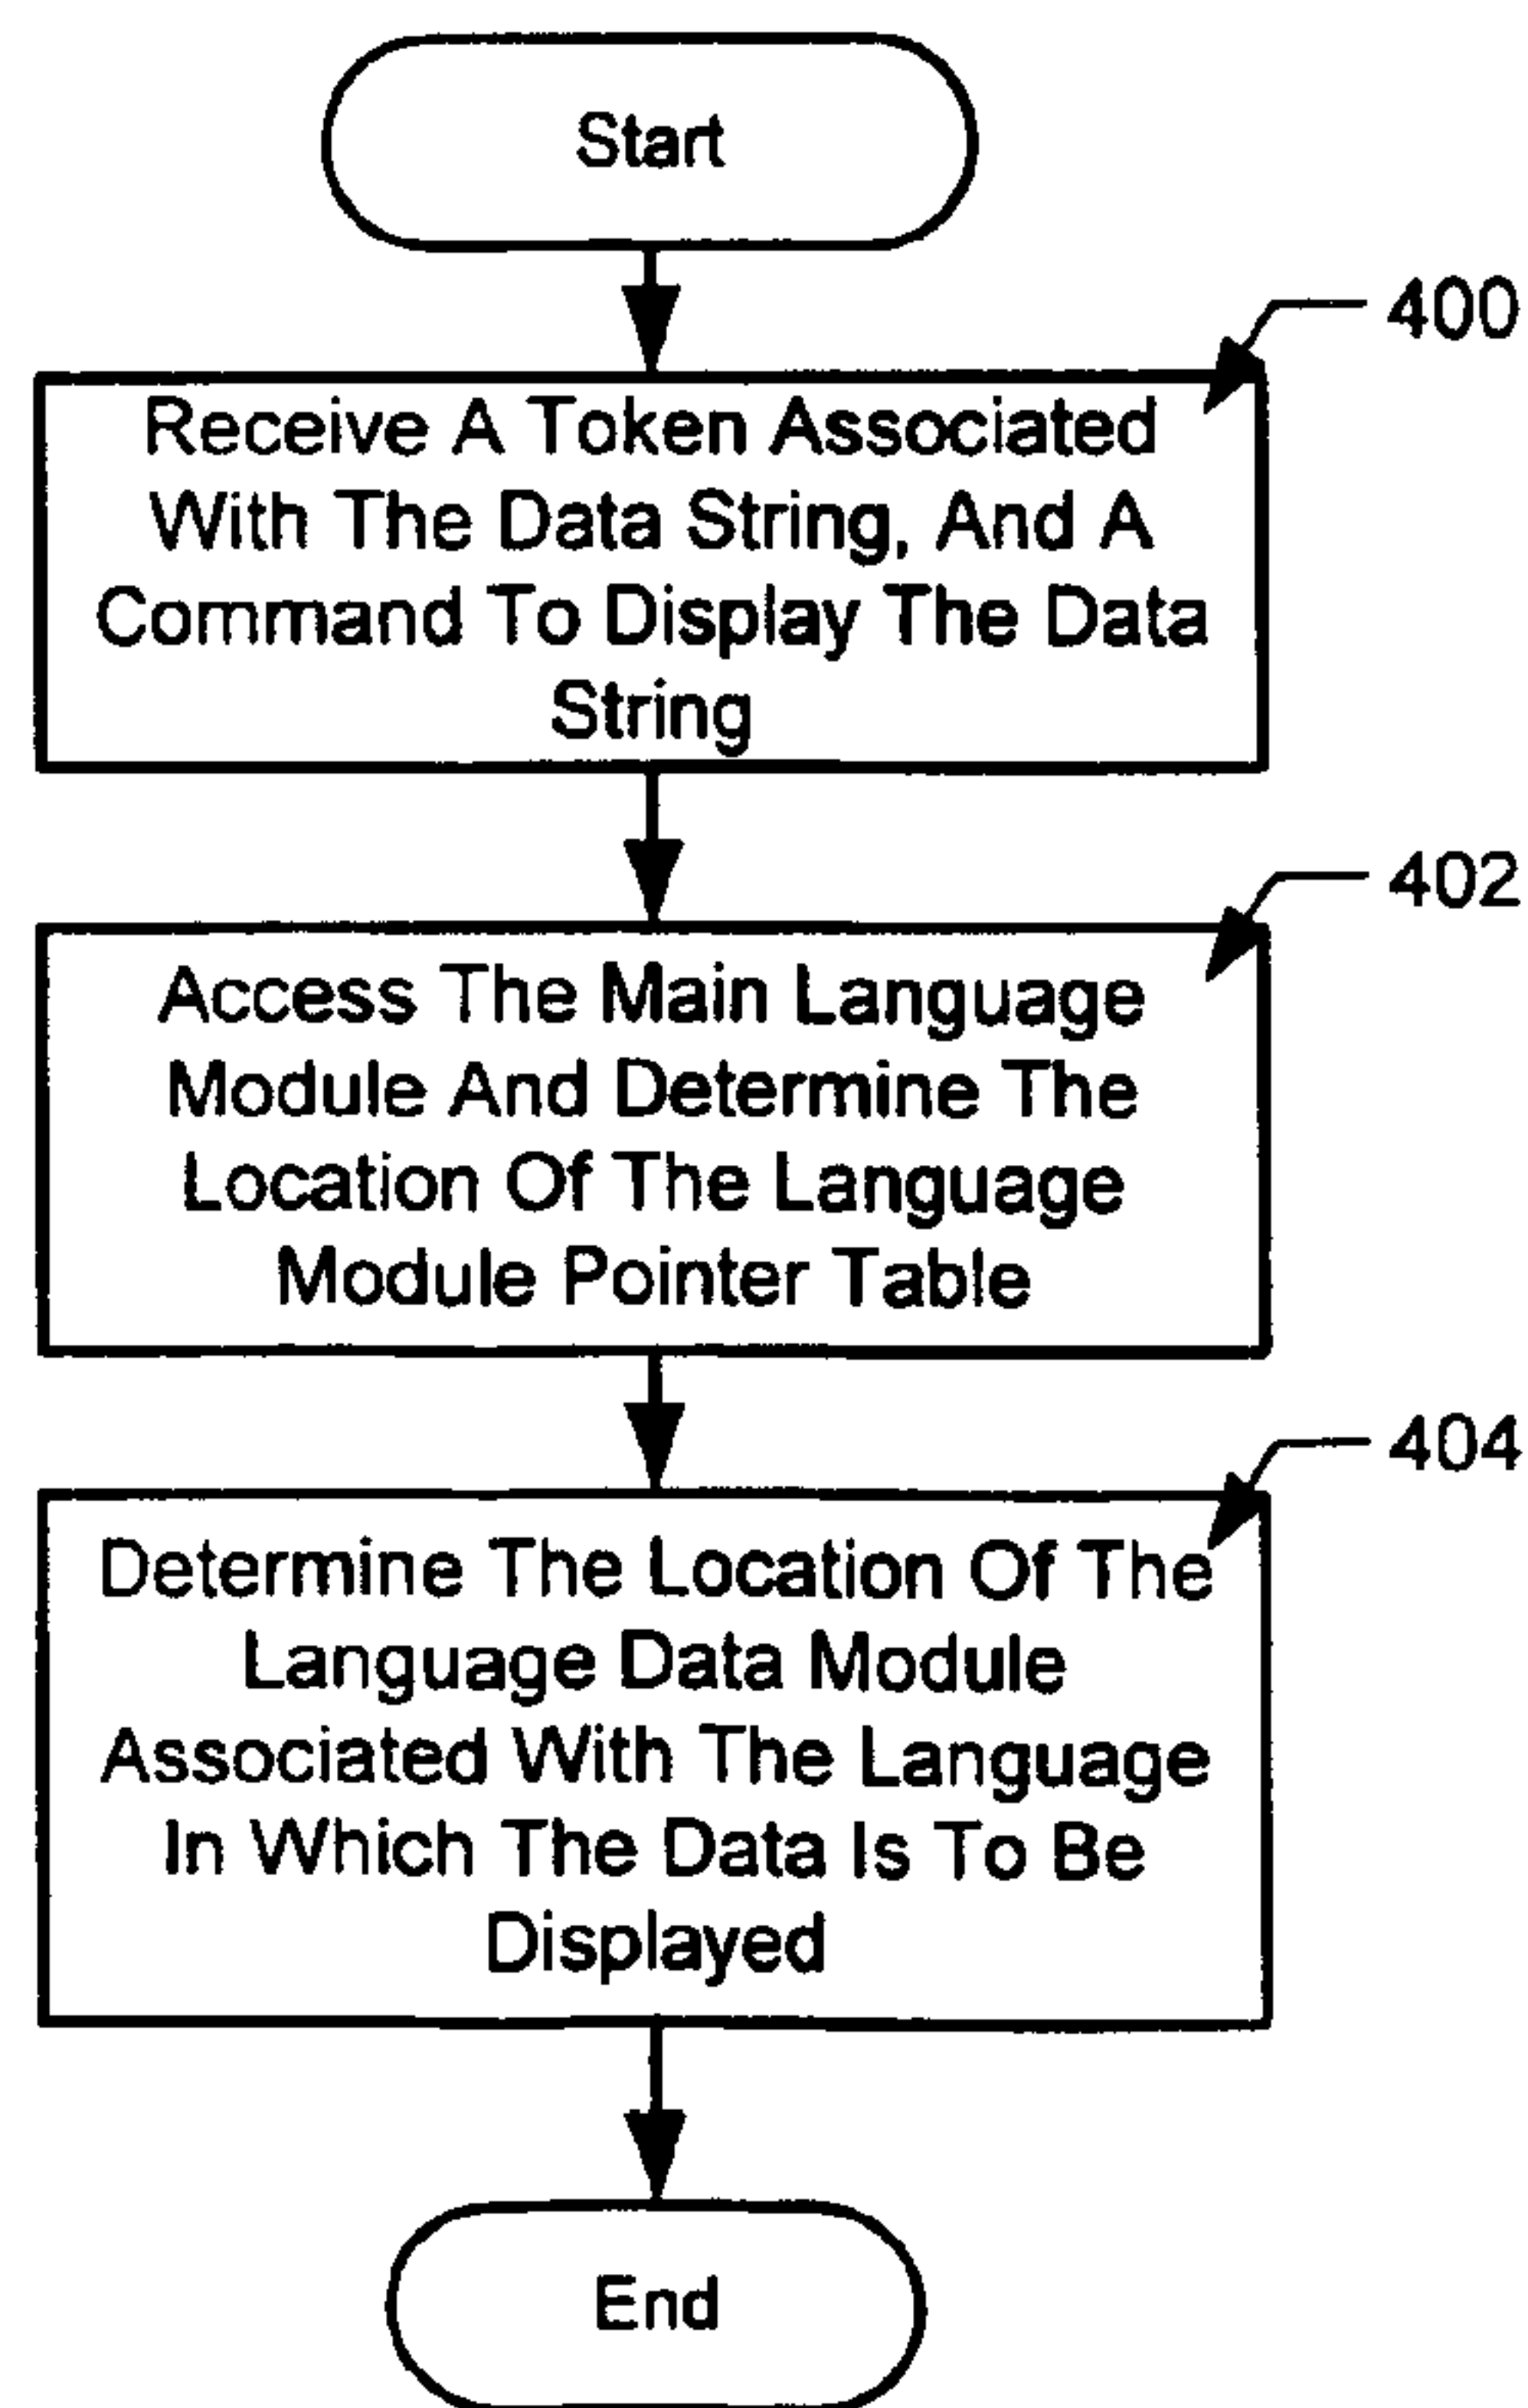 Start
400
Receive A Token Associated
With The Data String, And A
Command To Display The Data
String
402
Access The Main Language
Module And Determine The
Location Of The Language
Module Pointer Table
404
Determine The Location Of The
Language Data Module
Associated With The Language
In Which The Data Is To Be
Displayed
End